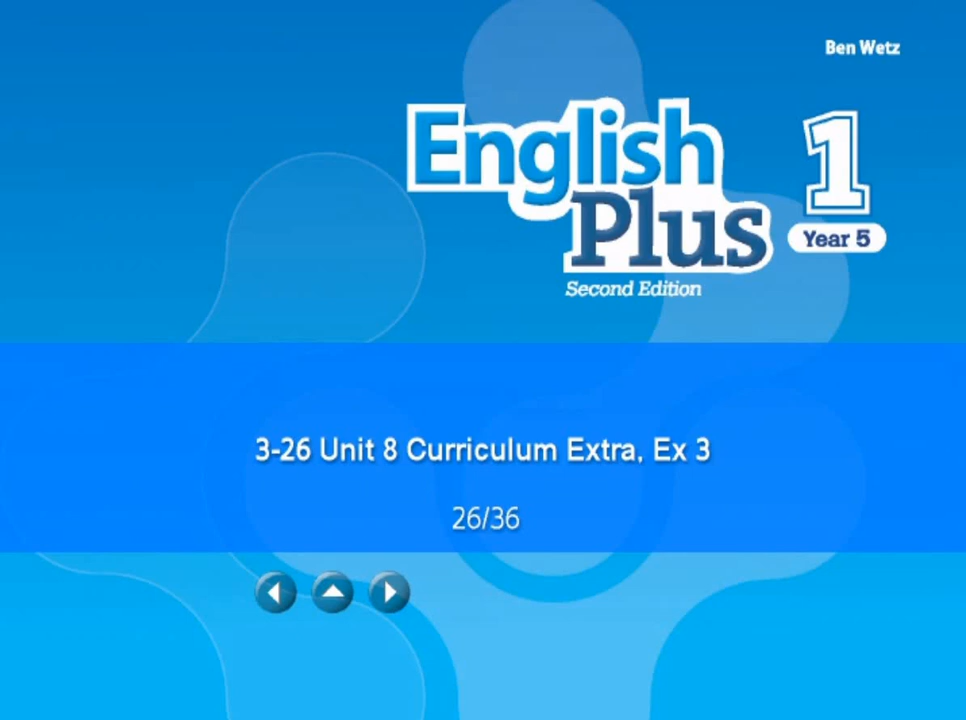 Ben Wetz
English
Plus
1
Year 5
Second Edition
3-26 Unit 8 Curriculum Extra, Ex 3
26/36